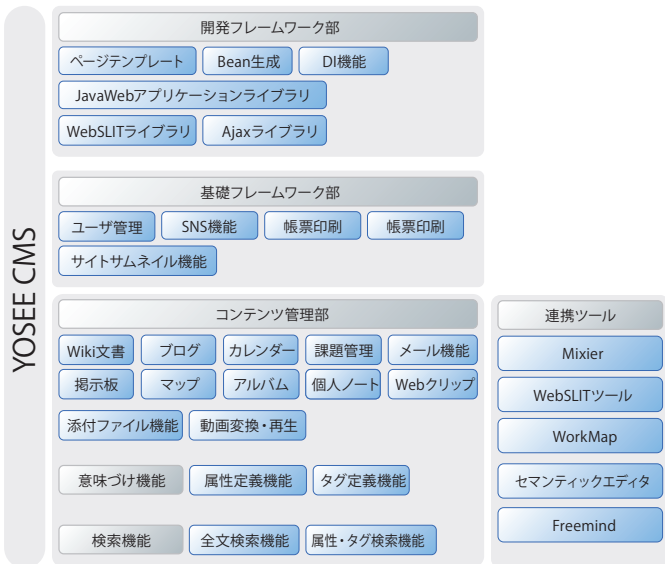 YOSEE CMS
開発フレームワーク部
ページテンプレート Bean生成 DI機能
JavaWebアプリケーションライブラリ
WebSLITライブラリ Ajaxライブラリ
基礎フレームワーク部
ユーザ管理 SNS機能 帳票印刷 帳票印刷
サイトサムネイル機能
コンテンツ管理部
Wiki文書 ブログ カレンダー 課題管理 メール機能
掲示板 マップ アルバム 個人ノート Webクリップ
添付ファイル機能 動画変換・再生
意味づけ機能 属性定義機能 タグ定義機能
検索機能 全文検索機能 属性・タグ検索機能
連携ツール
Mixier
WebSLITツール
WorkMap
セマンティックエディタ
Freemind